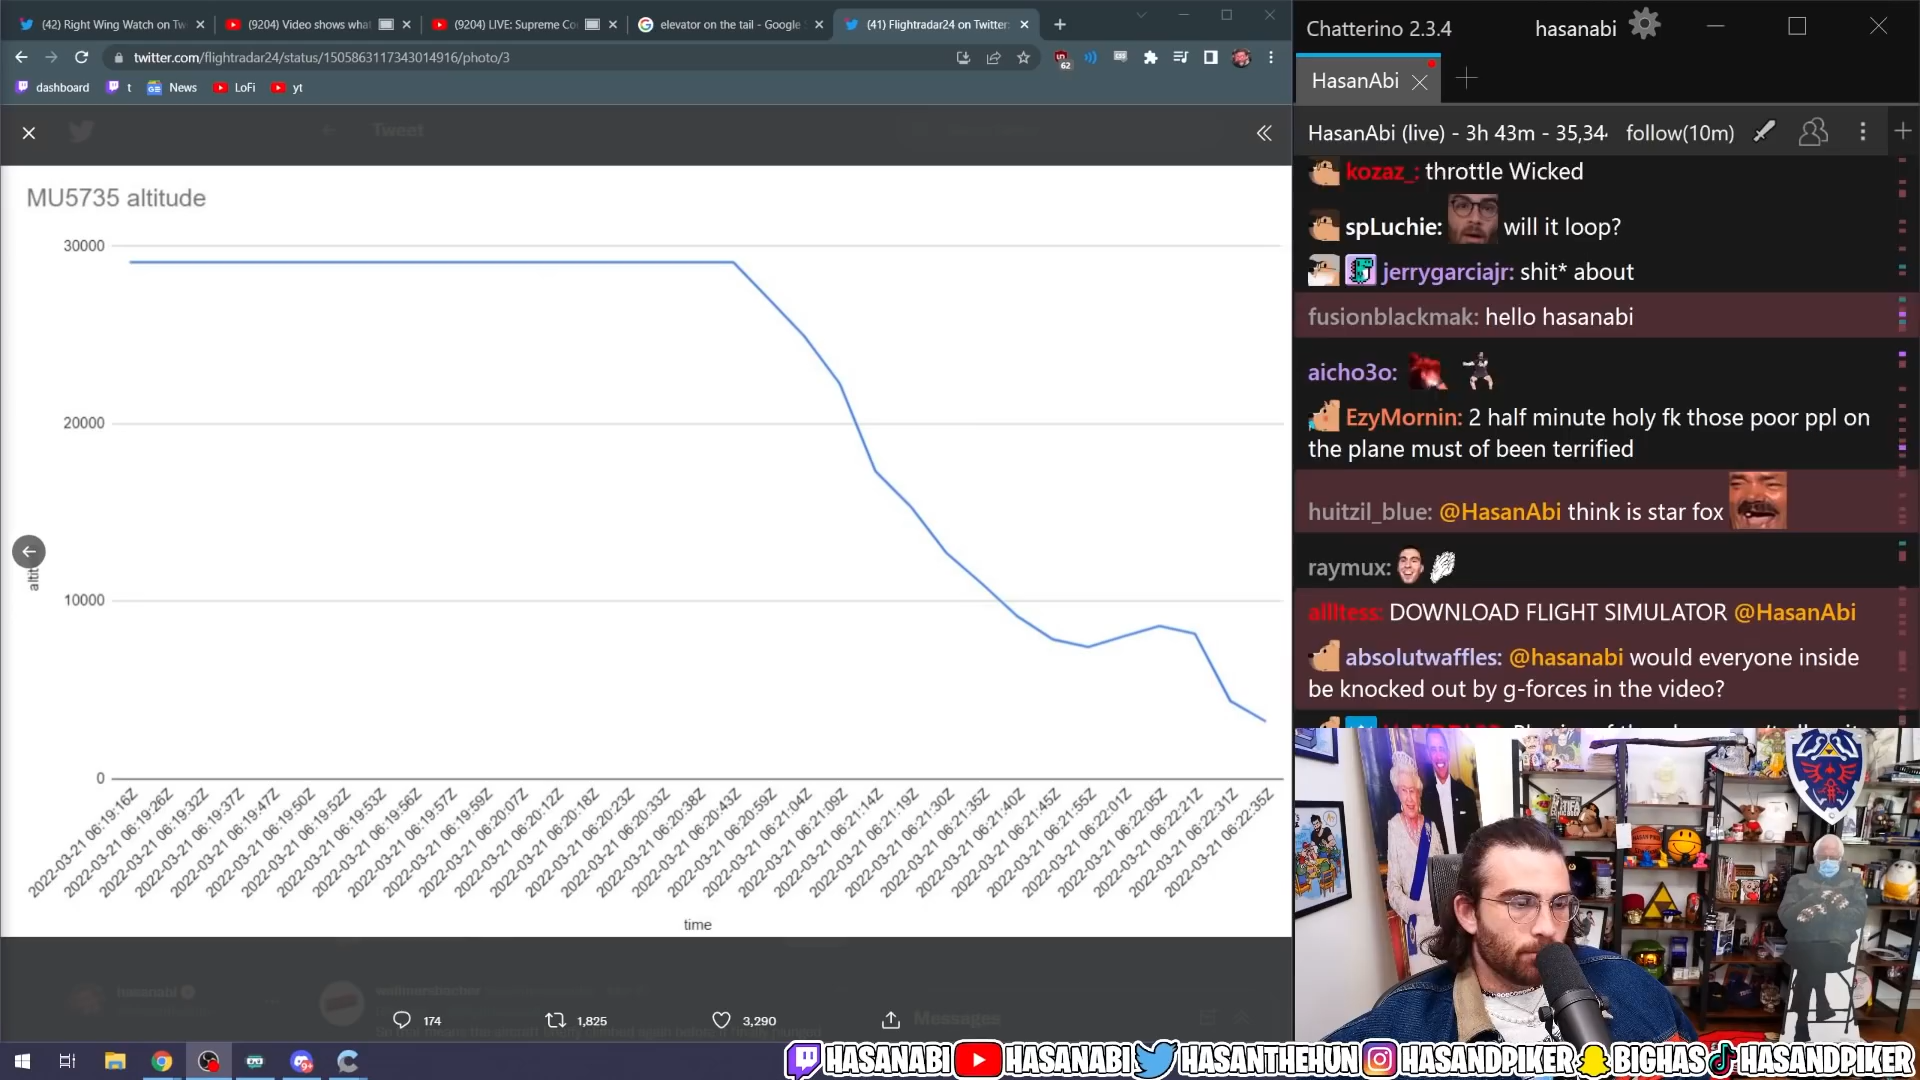 (42) Right Wing Watch on Tw
(9204) Video shows what
(9204) LIVE: Supreme Co
elevator on the tail - Google
(41) Flightradar24 on Twitter:
twitter.com/flightradar24/status/1505863117343014916/photo/3
62
dashboard
t
News
LoFi
yt
Tweet
MU5735 altitude
30000
20000
10000
0
altit
2022-03-21 06:19:16Z
2022-03-21 06:19:26Z
2022-03-21 06:19:32Z
2022-03-21 06:19:37Z
2022-03-21 06:19:47Z
2022-03-21 06:19:50Z
2022-03-21 06:19:52Z
2022-03-21 06:19:53Z
2022-03-21 06:19:56Z
2022-03-21 06:19:57Z
2022-03-21 06:19:59Z
2022-03-21 06:20:07Z
2022-03-21 06:20:12Z
2022-03-21 06:20:18Z
2022-03-21 06:20:23Z
2022-03-21 06:20:33Z
2022-03-21 06:20:38Z
2022-03-21 06:20:43Z
2022-03-21 06:20:59Z
2022-03-21 06:21:04Z
2022-03-21 06:21:09Z
2022-03-21 06:21:14Z
2022-03-21 06:21:19Z
2022-03-21 06:21:30Z
2022-03-21 06:21:35Z
2022-03-21 06:21:40Z
2022-03-21 06:21:45Z
2022-03-21 06:21:55Z
2022-03-21 06:22:01Z
2022-03-21 06:22:05Z
2022-03-21 06:22:21Z
2022-03-21 06:22:31Z
2022-03-21 06:22:35Z
time
hasanabi
174
1,825
3,290
Messages
Chatterino 2.3.4
hasanabi
HasanAbi
HasanAbi (live) - 3h 43m - 35,34
follow(10m)
kozaz_: throttle Wicked
spLuchie: will it loop?
jerrygarciajr: shit* about
fusionblackmak: hello hasanabi
aicho3o:
EzyMornin: 2 half minute holy fk those poor ppl on
the plane must of been terrified
huitzil_blue: @HasanAbi think is star fox
raymux:
allltess: DOWNLOAD FLIGHT SIMULATOR @HasanAbi
absolutwaffles: @hasanabi would everyone inside
be knocked out by g-forces in the video?
HASANABI
HASANABI
HASANTHEHUN
HASANDPIKER
BIGHAS
HASANDPIKER